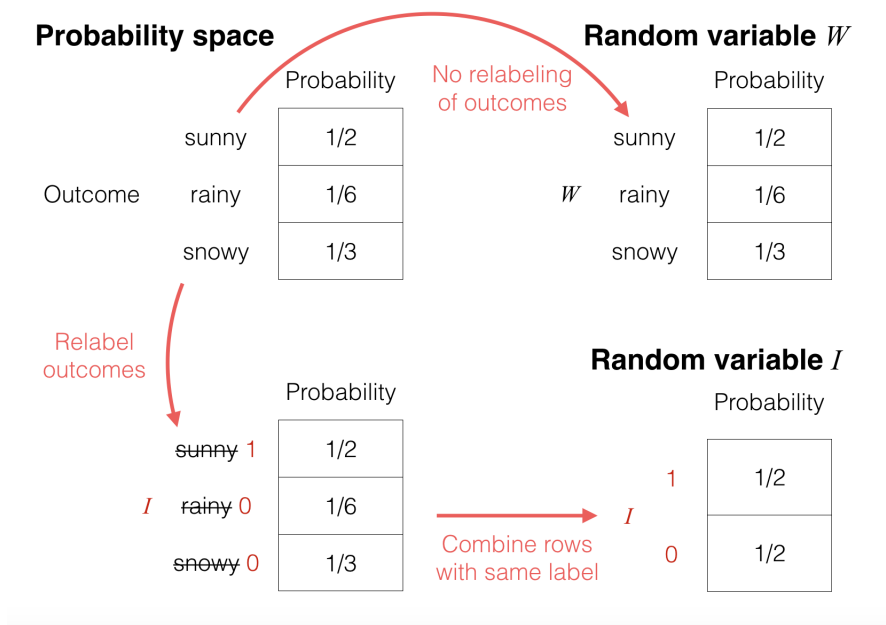 Probability space
Random variable W
Probability
No relabeling
of outcomes
Probability
sunny 1/2
sunny 1/2
Outcome rainy 1/6
W rainy 1/6
snowy 1/3
snowy 1/3
Relabel
outcomes
Random variable I
Probability
Probability
sunny 1 1/2
1 1/2
I rainy 0 1/6
I
Combine rows
with same label
snowy 0 1/3
0 1/2